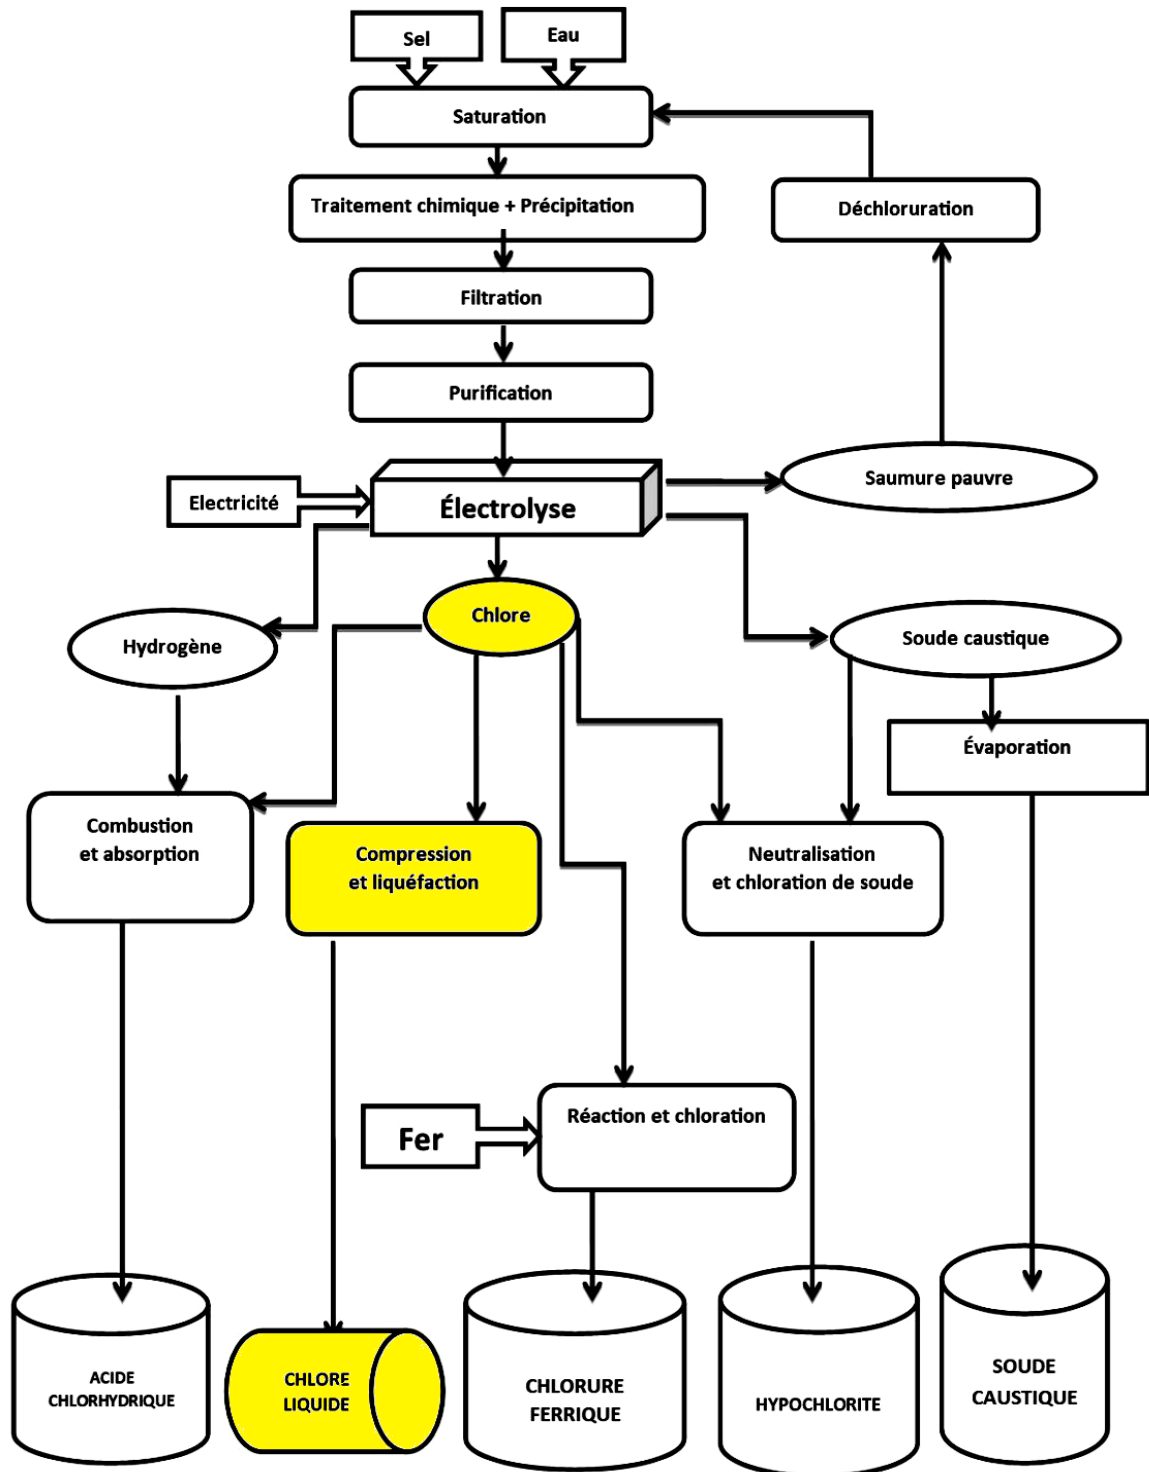 Sel
Eau
Saturation
Traitement chimique + Précipitation
Déchloruration
Filtration
Purification
Saumure pauvre
Electricité
Électrolyse
Chlore
Hydrogène
Soude caustique
Évaporation
Combustion
et absorption
Compression
et liquéfaction
Neutralisation
et chloration de soude
Fer
Réaction et chloration
ACIDE
CHLORHYDRIQUE
CHLORE
LIQUIDE
CHLORURE
FERRIQUE
HYPOCHLORITE
SOUDE
CAUSTIQUE